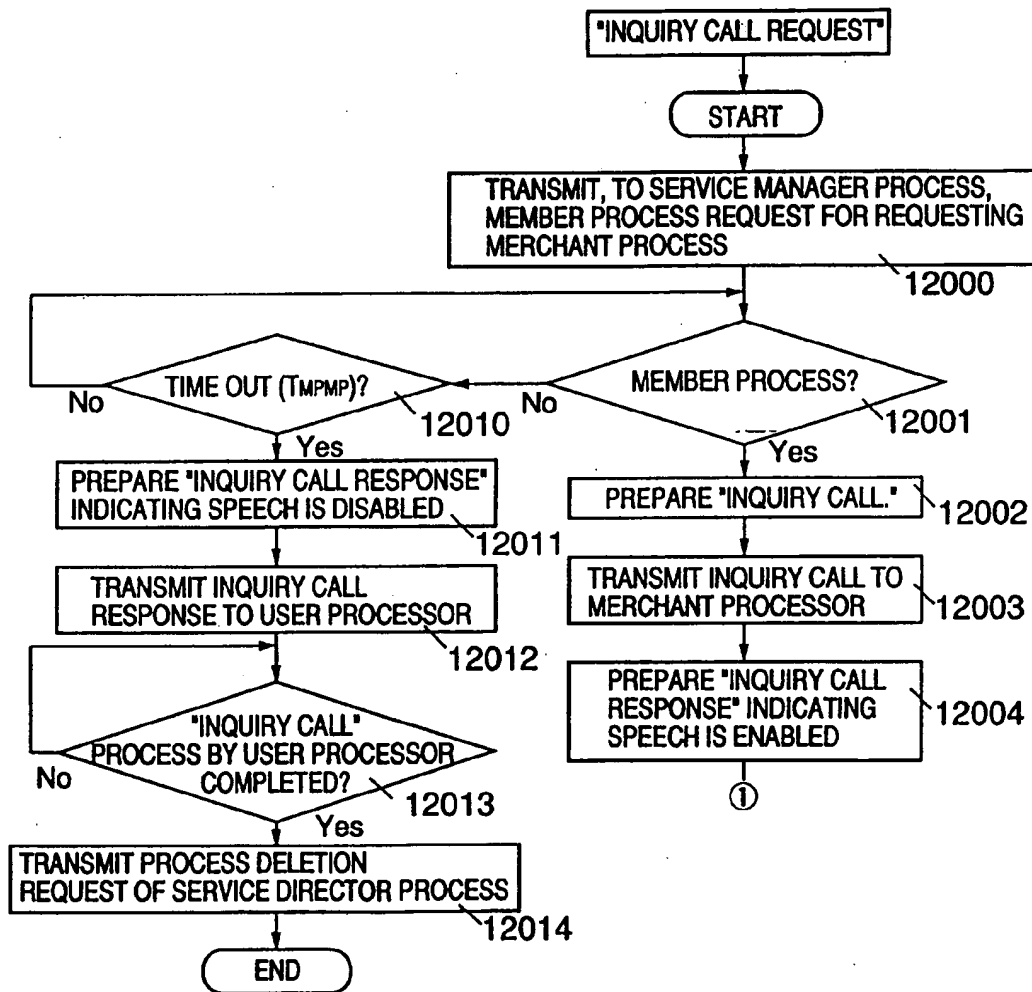 "INQUIRY CALL REQUEST"
START
TRANSMIT, TO SERVICE MANAGER PROCESS,
MEMBER PROCESS REQUEST FOR REQUESTING
MERCHANT PROCESS
12000
MEMBER PROCESS?
12001
No
Yes
TIME OUT (TMPMP)?
12010
No
Yes
PREPARE "INQUIRY CALL RESPONSE"
INDICATING SPEECH IS DISABLED
12011
TRANSMIT INQUIRY CALL
RESPONSE TO USER PROCESSOR
12012
"INQUIRY CALL"
PROCESS BY USER PROCESSOR
COMPLETED?
12013
No
Yes
TRANSMIT PROCESS DELETION
REQUEST OF SERVICE DIRECTOR PROCESS
12014
END
PREPARE "INQUIRY CALL."
12002
TRANSMIT INQUIRY CALL TO
MERCHANT PROCESSOR
12003
PREPARE "INQUIRY CALL
RESPONSE" INDICATING
SPEECH IS ENABLED
12004
①